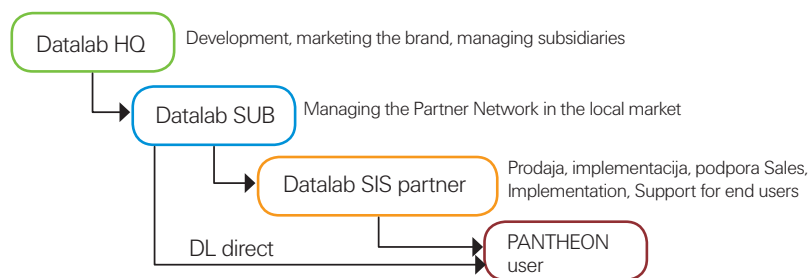 Datalab HQ
Development, marketing the brand, managing subsidiaries
Datalab SUB
Managing the Partner Network in the local market
Datalab SIS partner
Prodaja, implementacija, podpora Sales,
Implementation, Support for end users
DL direct
PANTHEON
user